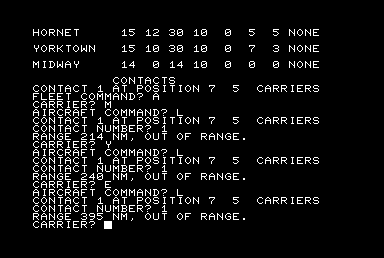 HORNET 15 12 30 10 0 5 5 NONE
YORKTOWN 15 10 30 10 0 7 3 NONE
MIDWAY 14 0 14 10 0 0 0 NONE
CONTACTS
CONTACT 1 AT POSITION 7 5 CARRIERS
FLEET COMMAND? A
CARRIER? M
AIRCRAFT COMMAND? L
CONTACT 1 AT POSITION 7 5 CARRIERS
CONTACT NUMBER? 1
RANGE 214 NM, OUT OF RANGE.
CARRIER? Y
AIRCRAFT COMMAND? L
CONTACT 1 AT POSITION 7 5 CARRIERS
CONTACT NUMBER? 1
RANGE 240 NM, OUT OF RANGE.
CARRIER? E
AIRCRAFT COMMAND? L
CONTACT 1 AT POSITION 7 5 CARRIERS
CONTACT NUMBER? 1
RANGE 395 NM, OUT OF RANGE.
CARRIER?